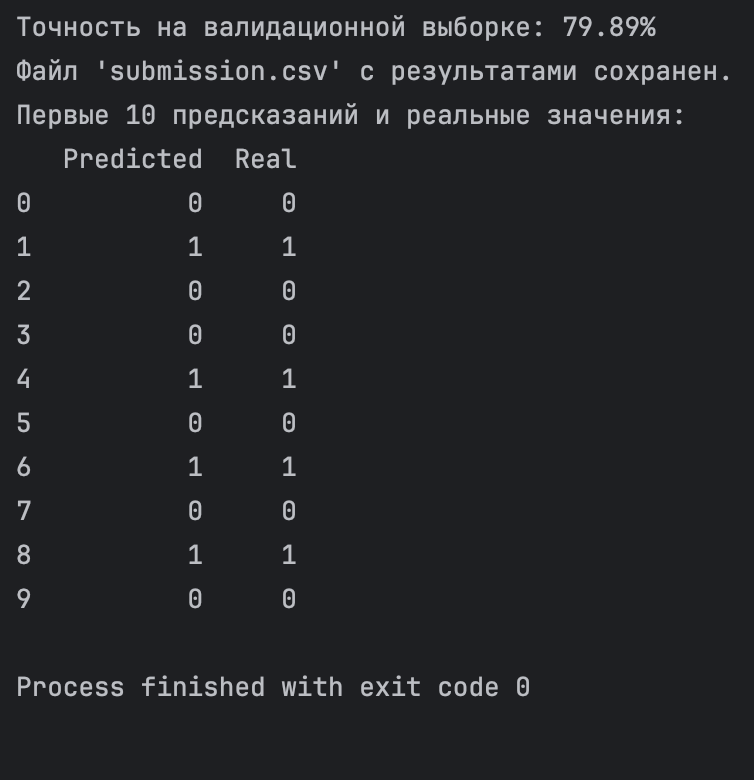 Точность на валидационной выборке: 79.89%
Файл 'submission.csv' с результатами сохранен.
Первые 10 предсказаний и реальные значения:
   Predicted  Real
0          0     0
1          1     1
2          0     0
3          0     0
4          1     1
5          0     0
6          1     1
7          0     0
8          1     1
9          0     0
Process finished with exit code 0